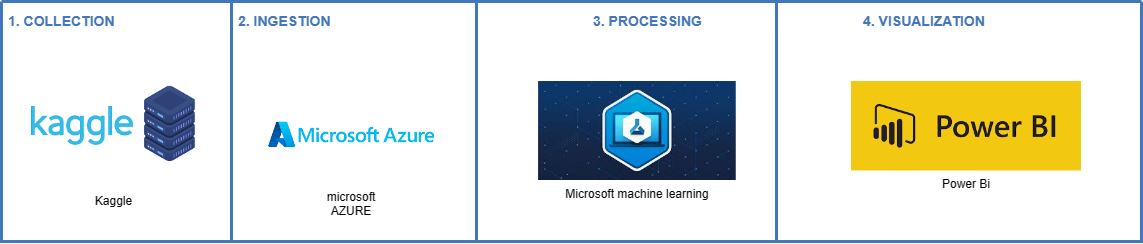 1. COLLECTION
2. INGESTION
3. PROCESSING
4. VISUALIZATION
kaggle
Microsoft Azure
Power BI
Kaggle
microsoft
AZURE
Microsoft machine learning
Power Bi